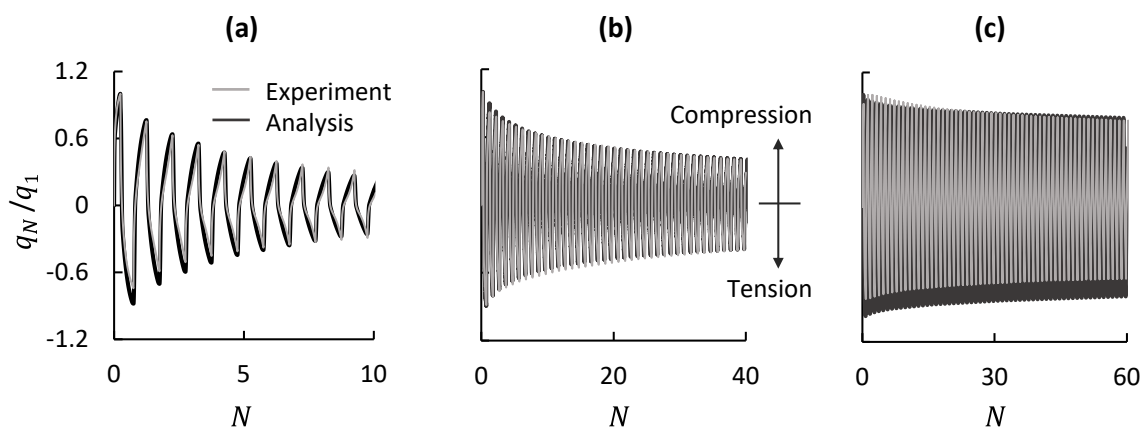 (a)
(b)
(c)
1.2
0.6
0
-0.6
-1.2
q_N/q_1
Experiment
Analysis
Compression
Tension
0
5
10
0
20
40
0
30
60
N
N
N